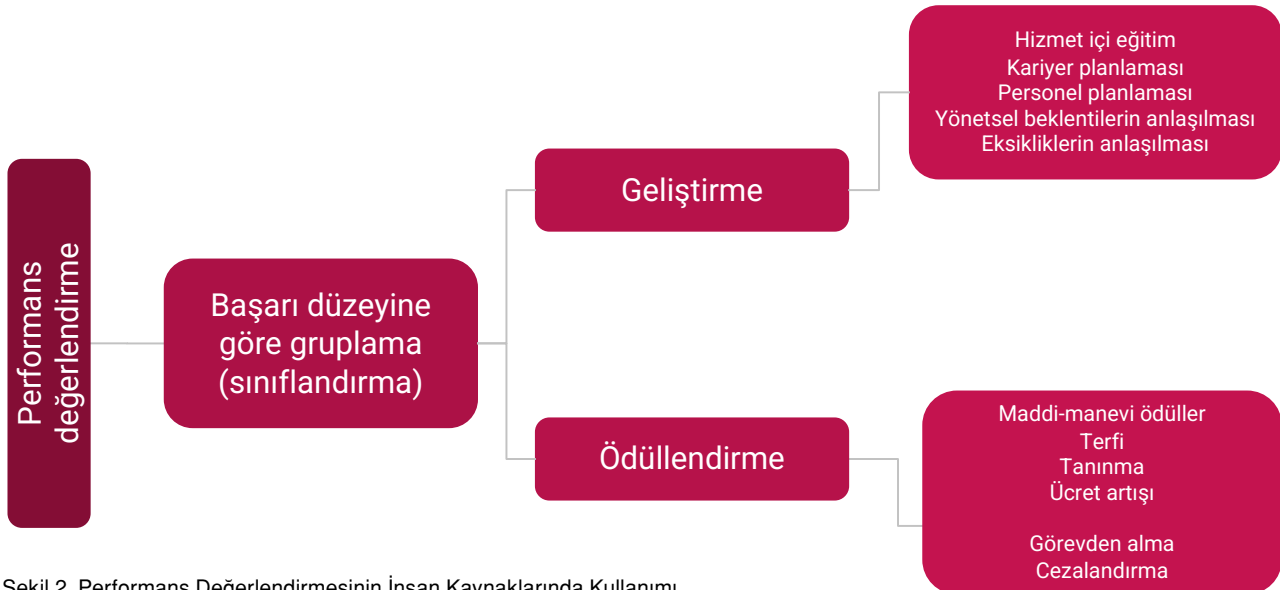 Performans
değerlendirme
Başarı düzeyine
göre gruplama
(sınıflandırma)
Geliştirme
Hizmet içi eğitim
Kariyer planlaması
Personel planlaması
Yönetsel beklentilerin anlaşılması
Eksikliklerin anlaşılması
Ödüllendirme
Maddi-manevi ödüller
Terfi
Tanınma
Ücret artışı
Görevden alma
Cezalandırma
Şekil 2. Performans Değerlendirmesinin İnsan Kaynaklarında Kullanımı